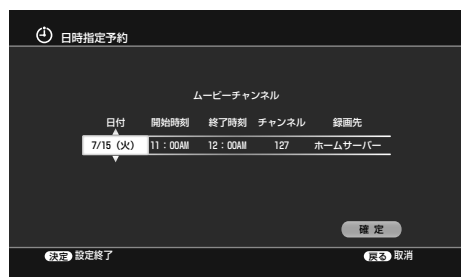 日時指定予約
ムービーチャンネル
日付 開始時刻 終了時刻 チャンネル 録画先
7/15（火） 11：00AM 12：00AM 127 ホームサーバー
確定
決定 設定終了 戻る 取消